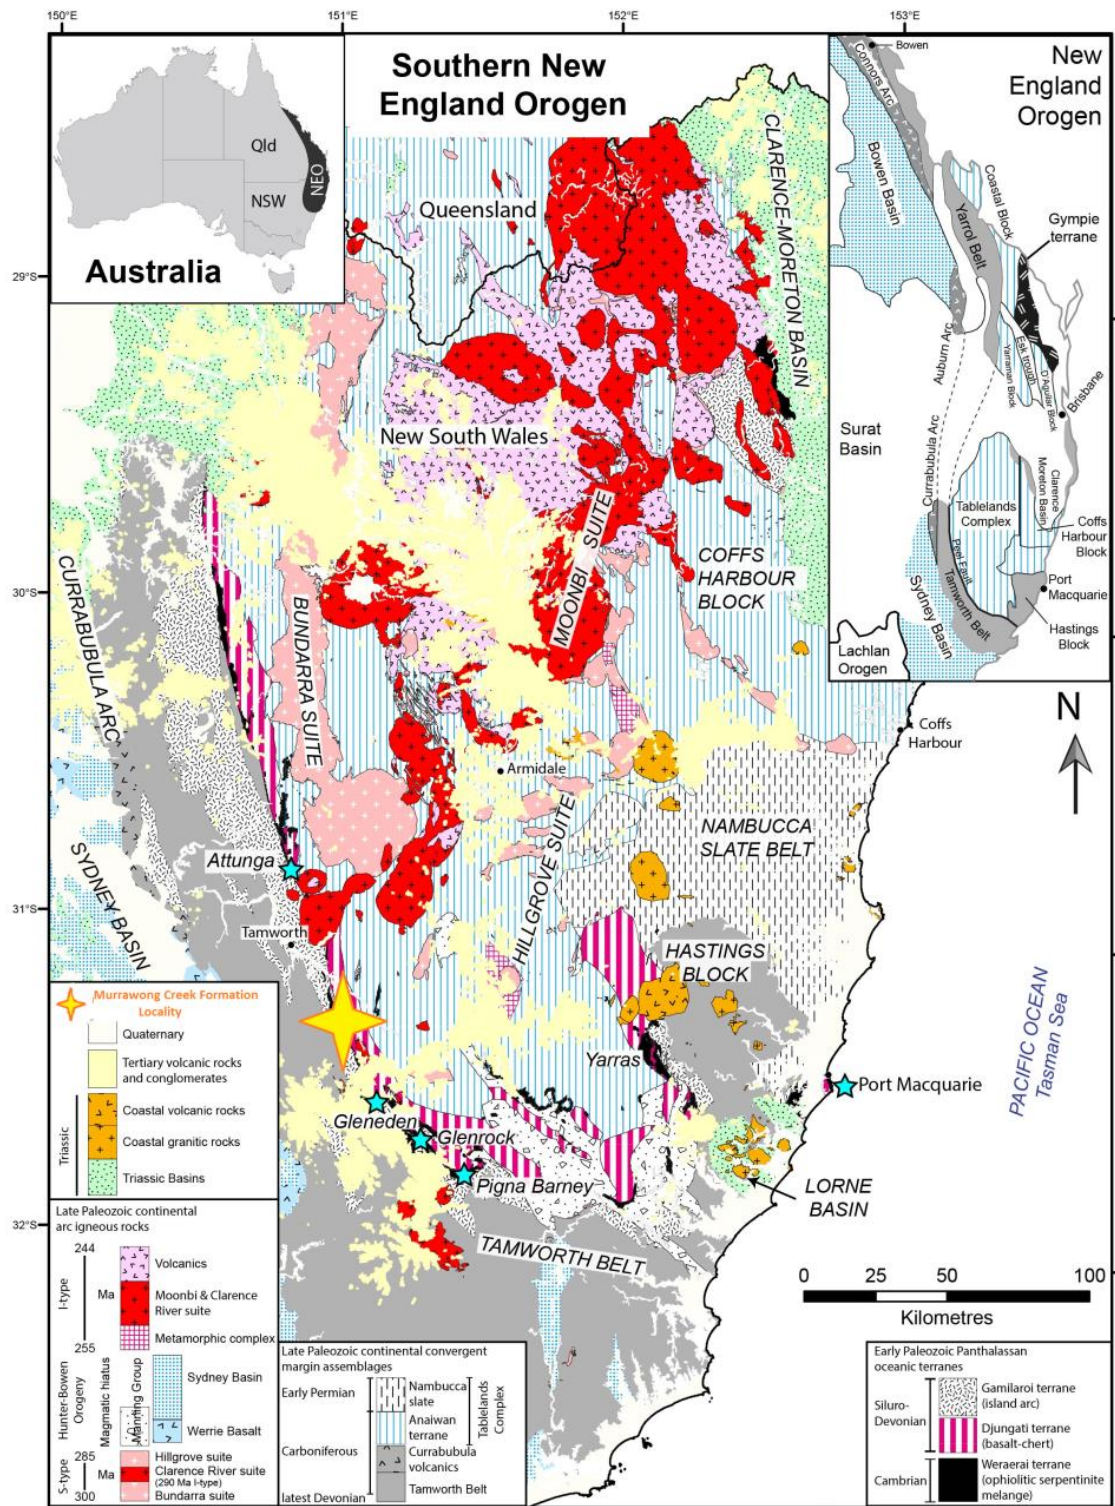 150°E
151°E
152°E
153°E
Southern New
England Orogen
Qld
NSW
NEO
Australia
New
England
Orogen
Bowen
Connors Arc
Bowen Basin
Coastal Block
Yarrol Belt
Gympie
terrane
Auburn Arc
Esk trough
Yarraman Block
D'Aguilar Block
Brisbane
Surat
Basin
Currabubula Arc
Clarence
Moreton Basin
Tablelands
Complex
Coffs
Harbour
Block
Peel Fault
Tamworth Belt
Port
Macquarie
Sydney Basin
Hastings
Block
Lachlan
Orogen
29°S
30°S
31°S
32°S
Queensland
CLARENCE-MORETON BASIN
New South Wales
MOONBI SUITE
COFFS
HARBOUR
BLOCK
CURRABUBULA ARC
BUNDARRA SUITE
N
Coffs
Harbour
Armidale
NAMBUCCA
SLATE BELT
Attunga
HILLGROVE SUITE
SYDNEY BASIN
Tamworth
HASTINGS
BLOCK
Yarras
Port Macquarie
PACIFIC OCEAN
Tasman Sea
Gleneden
Glenrock
Pigna Barney
LORNE
BASIN
TAMWORTH BELT
0 25 50 100
Kilometres
Murrawong Creek Formation
Locality
Quaternary
Tertiary volcanic rocks
and conglomerates
Triassic
Coastal volcanic rocks
Coastal granitic rocks
Triassic Basins
Late Paleozoic continental
arc igneous rocks
244
I-type
Ma
Volcanics
Moonbi & Clarence
River suite
Metamorphic complex
255
Hunter-Bowen
Orogeny
Magmatic hiatus
Manning Group
Sydney Basin
Werrie Basalt
285
S-type
Ma
Hillgrove suite
Clarence River suite
(290 Ma I-type)
Bundarra suite
300
Late Paleozoic continental convergent
margin assemblages
Early Permian
Nambucca
slate
Anaiwan
terrane
Tablelands
Complex
Carboniferous
Currabubula
volcanics
latest Devonian
Tamworth Belt
Early Paleozoic Panthalassan
oceanic terranes
Siluro-
Devonian
Gamilaroi terrane
(island arc)
Djungati terrane
(basalt-chert)
Cambrian
Weraerai terrane
(ophiolitic serpentinite
melange)